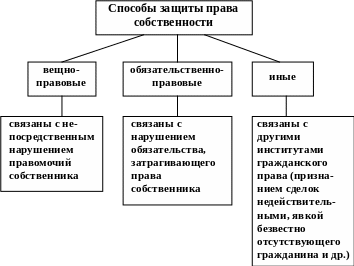 Способы защиты права
собственности
вещно-
правовые
обязательственно-
правовые
иные
связаны с не-
посредственным
нарушением
правомочий
собственника
связаны с
нарушением
обязательства,
затрагивающего
права
собственника
связаны с
другими
институтами
гражданского
права (призна-
нием сделок
недействитель-
ными, явкой
безвестно
отсутствующего
гражданина и др.)